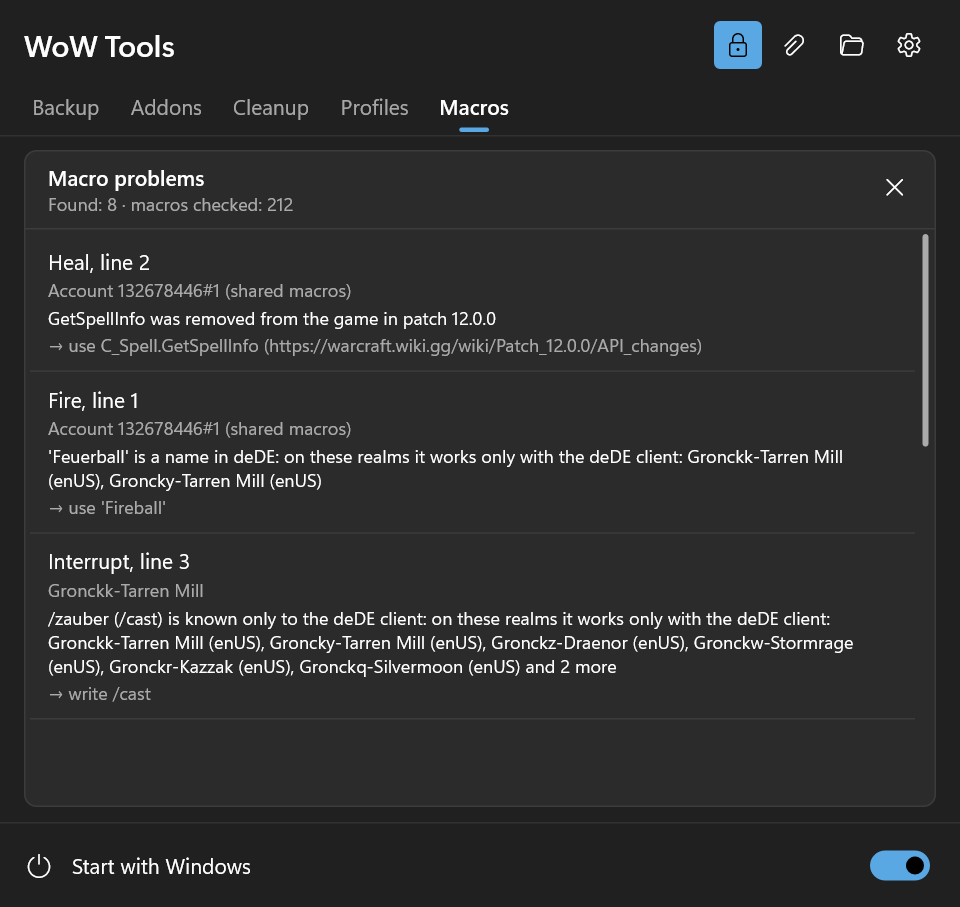 WoW Tools
Backup Addons Cleanup Profiles Macros
Macro problems
Found: 8 · macros checked: 212
Heal, line 2
Account 132678446#1 (shared macros)
GetSpellInfo was removed from the game in patch 12.0.0
→ use C_Spell.GetSpellInfo (https://warcraft.wiki.gg/wiki/Patch_12.0.0/API_changes)
Fire, line 1
Account 132678446#1 (shared macros)
'Feuerball' is a name in deDE: on these realms it works only with the deDE client: Gronckk-Tarren Mill
(enUS), Groncky-Tarren Mill (enUS)
→ use 'Fireball'
Interrupt, line 3
Gronckk-Tarren Mill
/zauber (/cast) is known only to the deDE client: on these realms it works only with the deDE client:
Gronckk-Tarren Mill (enUS), Groncky-Tarren Mill (enUS), Gronckz-Draenor (enUS), Gronckw-Stormrage
(enUS), Gronckr-Kazzak (enUS), Gronckq-Silvermoon (enUS) and 2 more
→ write /cast
Start with Windows